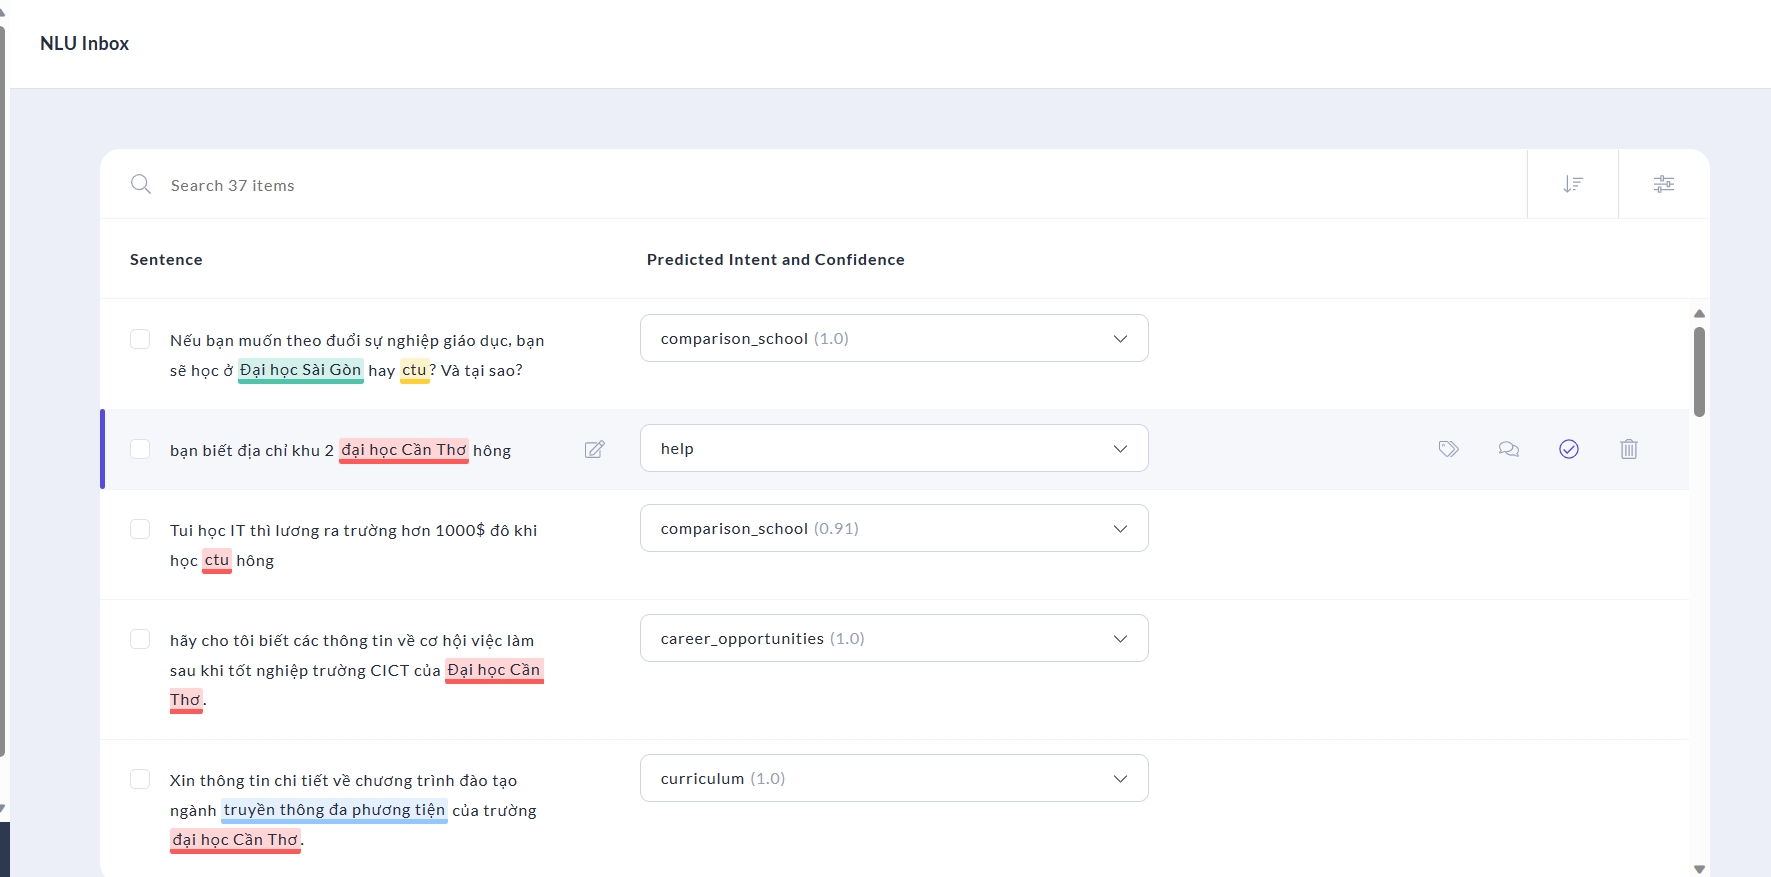 NLU Inbox
Search 37 items
Sentence
Predicted Intent and Confidence
Nếu bạn muốn theo đuổi sự nghiệp giáo dục, bạn
sẽ học ở Đại học Sài Gòn hay ctu? Và tại sao?
comparison_school (1.0)
bạn biết địa chỉ khu 2 đại học Cần Thơ hông
help
Tui học IT thì lương ra trường hơn 1000$ đô khi
học ctu hông
comparison_school (0.91)
hãy cho tôi biết các thông tin về cơ hội việc làm
sau khi tốt nghiệp trường CICT của Đại học Cần
Thơ.
career_opportunities (1.0)
Xin thông tin chi tiết về chương trình đào tạo
ngành truyền thông đa phương tiện của trường
đại học Cần Thơ.
curriculum (1.0)